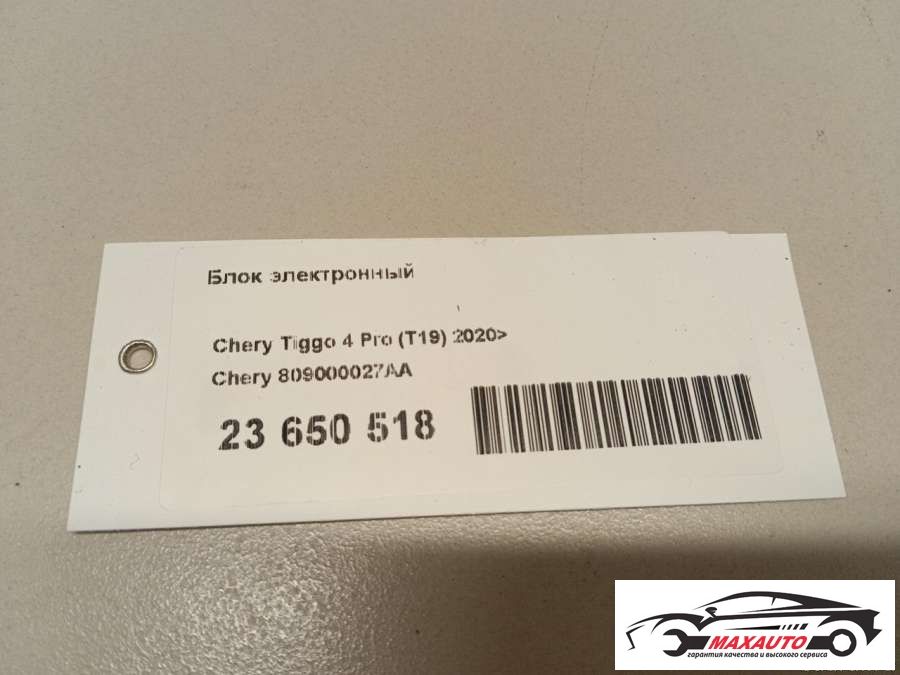 Блок электронный
Chery Tiggo 4 Pro (T19) 2020>
Chery 809000027AA
23 650 518
MAXAUTO
гарантия качества и высокого сервиса